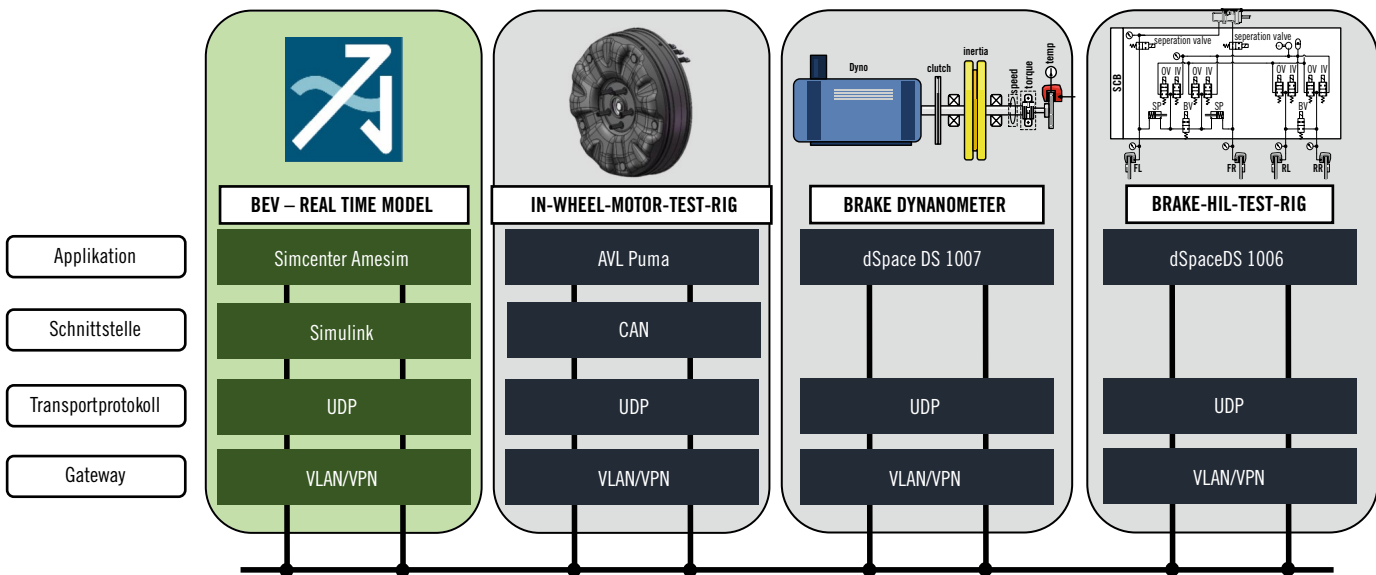 Dyno
clutch
inertia
speed
torque
temp
SCB
seperation valve
seperation valve
OV IV OV IV
OV IV OV IV
SP
BV
SP
BV
FL
FR
RL
RR
BEV – REAL TIME MODEL
IN-WHEEL-MOTOR-TEST-RIG
BRAKE DYNANOMETER
BRAKE-HIL-TEST-RIG
Applikation
Simcenter Amesim
AVL Puma
dSpace DS 1007
dSpaceDS 1006
Schnittstelle
Simulink
CAN
Transportprotokoll
UDP
UDP
UDP
UDP
Gateway
VLAN/VPN
VLAN/VPN
VLAN/VPN
VLAN/VPN